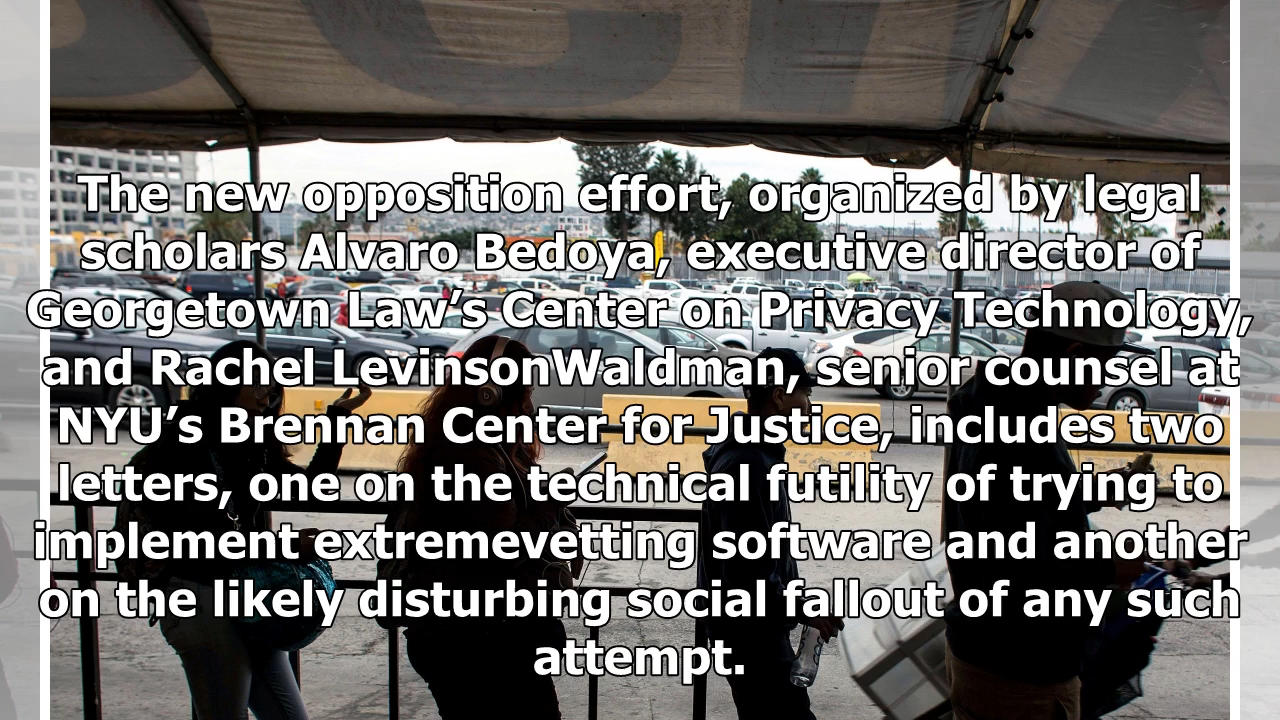 The new opposition effort, organized by legal
scholars Alvaro Bedoya, executive director of
Georgetown Law’s Center on Privacy Technology,
and Rachel LevinsonWaldman, senior counsel at
NYU’s Brennan Center for Justice, includes two
letters, one on the technical futility of trying to
implement extremevetting software and another
on the likely disturbing social fallout of any such
attempt.